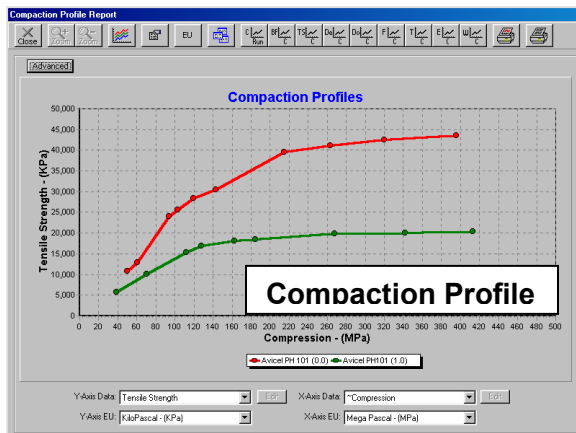 Compaction Profile Report
Close Zoom Zoom EU C Run BF C TS C De C Do C F C T C E C W C
Advanced
Compaction Profiles
Tensile Strength - (KPa)
50,000
45,000
40,000
35,000
30,000
25,000
20,000
15,000
10,000
5,000
0
Compaction Profile
0 20 40 60 80 100 120 140 160 180 200 220 240 260 280 300 320 340 360 380 400 420 440 460 480 500
Compression - (MPa)
Avicel PH 101 (0.0) Avicel PH101 (1.0)
Y-Axis Data: Tensile Strength Edit X-Axis Data: ~Compression Edit
Y-Axis EU: KiloPascal - (KPa) X-Axis EU: Mega Pascal - (MPa)